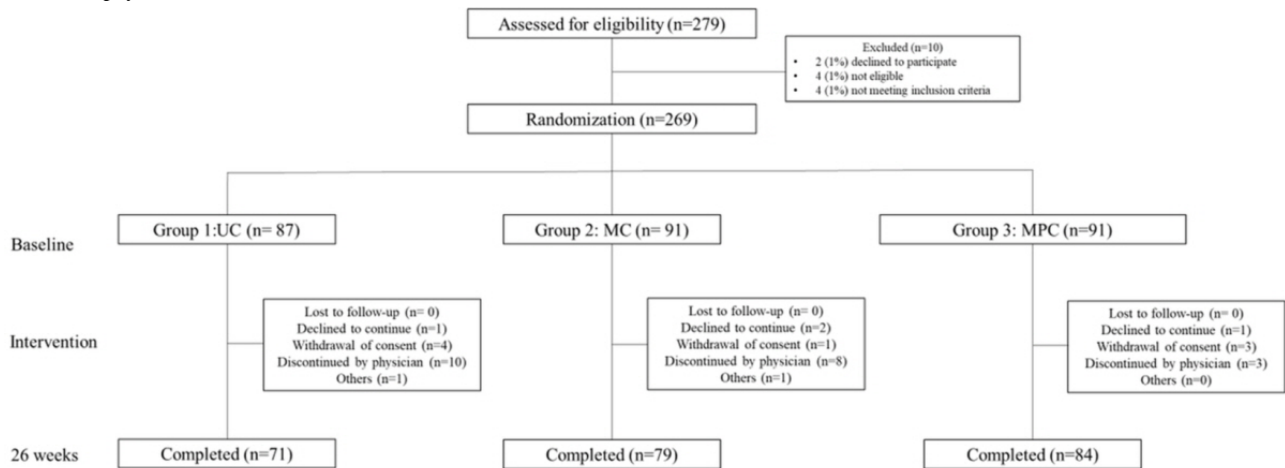 Assessed for eligibility (n=279)
Excluded (n=10)
• 2 (1%) declined to participate
• 4 (1%) not eligible
• 4 (1%) not meeting inclusion criteria
Randomization (n=269)
Baseline
Group 1:UC (n= 87)
Group 2: MC (n= 91)
Group 3: MPC (n=91)
Intervention
Lost to follow-up (n= 0)
Declined to continue (n=1)
Withdrawal of consent (n=4)
Discontinued by physician (n=10)
Others (n=1)
Lost to follow-up (n= 0)
Declined to continue (n=2)
Withdrawal of consent (n=1)
Discontinued by physician (n=8)
Others (n=1)
Lost to follow-up (n= 0)
Declined to continue (n=1)
Withdrawal of consent (n=3)
Discontinued by physician (n=3)
Others (n=0)
26 weeks
Completed (n=71)
Completed (n=79)
Completed (n=84)